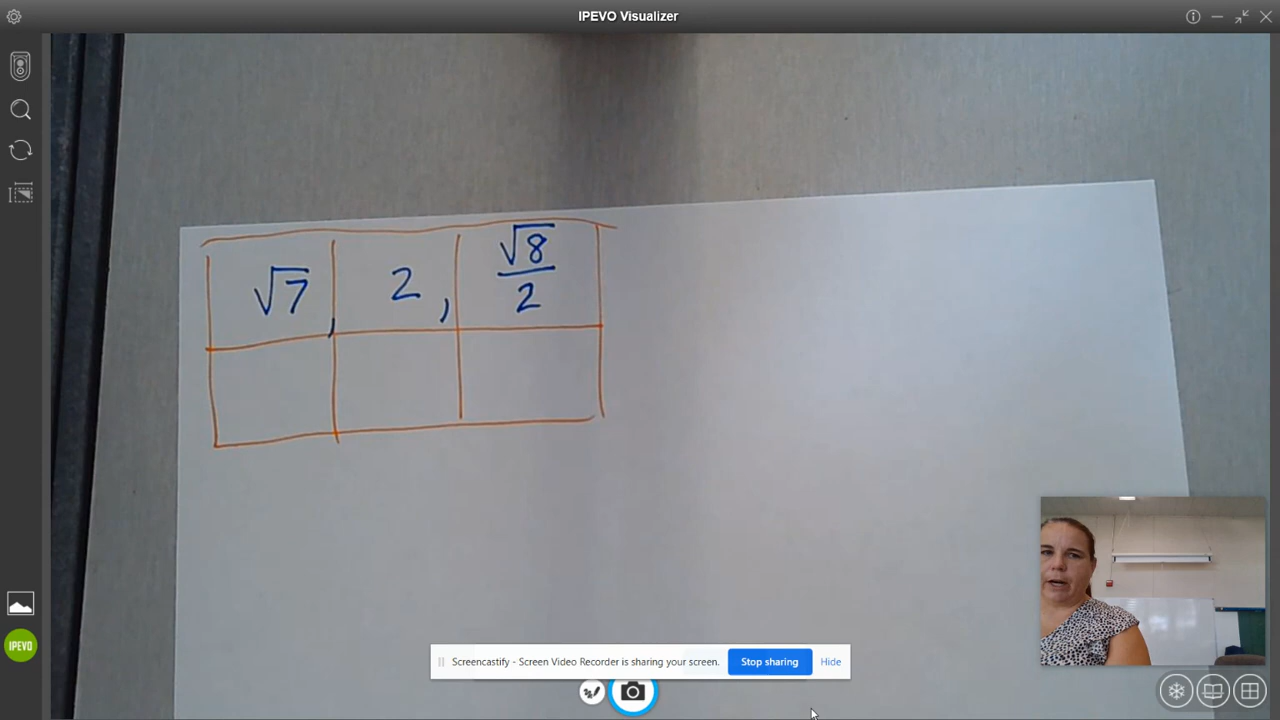 IPEVO Visualizer
√7, 2, √8/2
IPEVO
Screencastify - Screen Video Recorder is sharing your screen. Stop sharing Hide